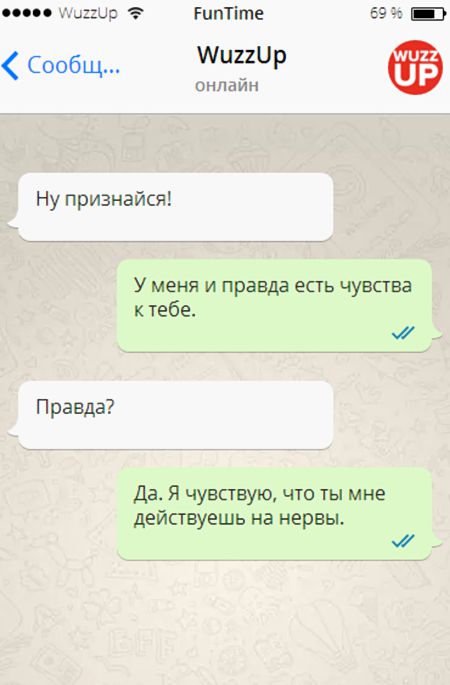 WuzzUp FunTime 69 %
Сообщ... WuzzUp
онлайн
WUZZ
UP
Ну признайся!
У меня и правда есть чувства
к тебе.
Правда?
Да. Я чувствую, что ты мне
действуешь на нервы.
BFF